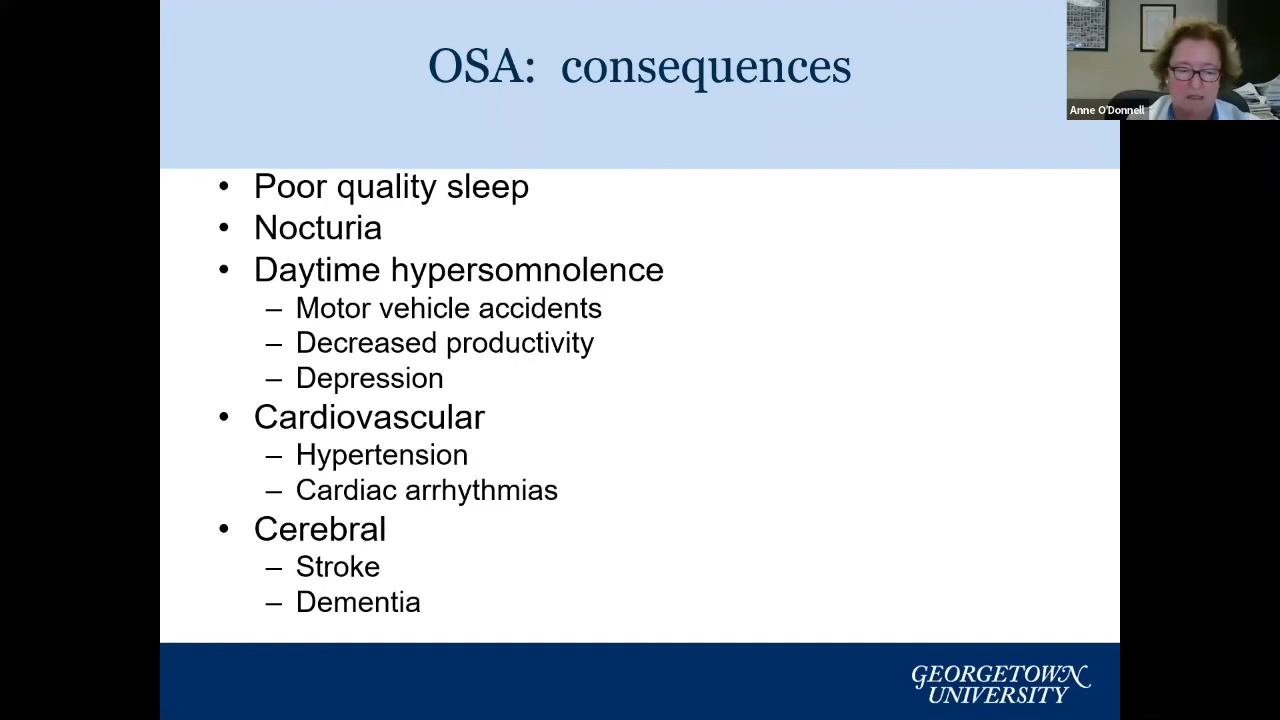 OSA: consequences
Anne O'Donnell
• Poor quality sleep
• Nocturia
• Daytime hypersomnolence
– Motor vehicle accidents
– Decreased productivity
– Depression
• Cardiovascular
– Hypertension
– Cardiac arrhythmias
• Cerebral
– Stroke
– Dementia
GEORGETOWN
UNIVERSITY